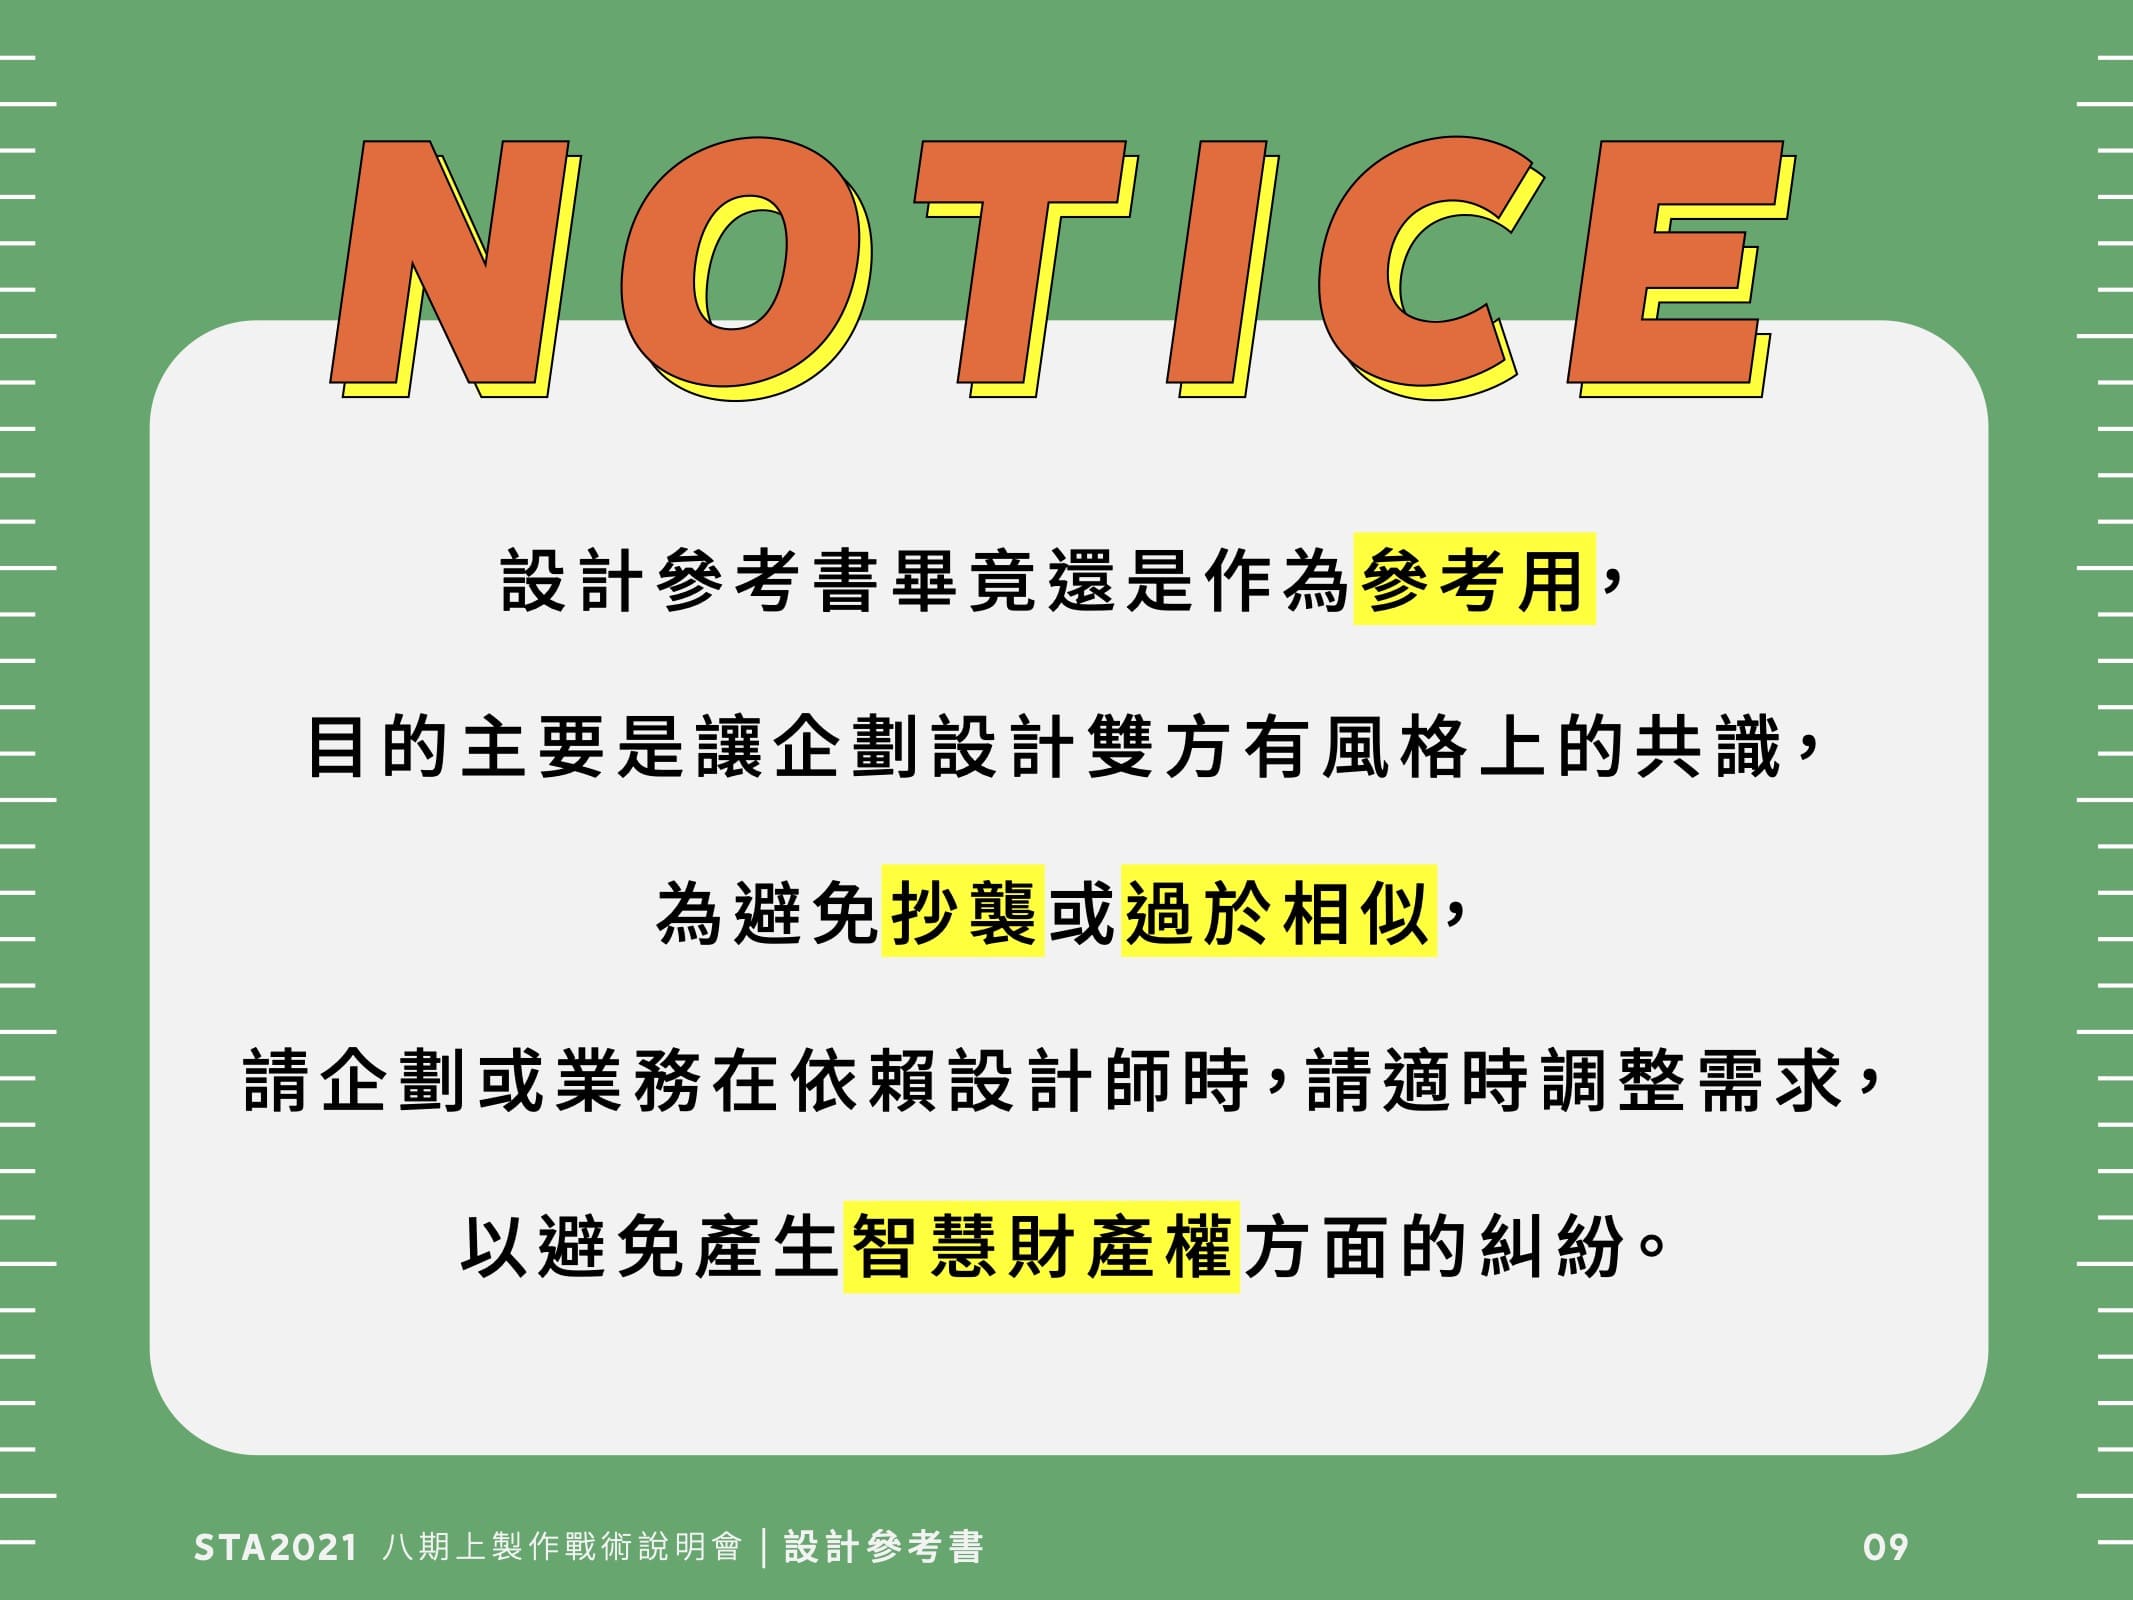 NOTICE
設計參考書畢竟還是作為參考用，
目的主要是讓企劃設計雙方有風格上的共識，
為避免抄襲或過於相似，
請企劃或業務在依賴設計師時，請適時調整需求，
以避免產生智慧財產權方面的糾紛。
STA2021 八期上製作戰術說明會｜設計參考書
09